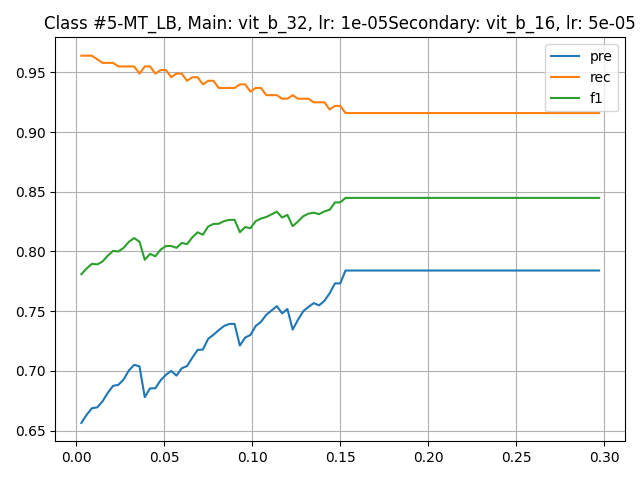 Class #5-MT_LB, Main: vit_b_32, lr: 1e-05Secondary: vit_b_16, lr: 5e-05
pre
rec
f1
0.95
0.90
0.85
0.80
0.75
0.70
0.65
0.00 0.05 0.10 0.15 0.20 0.25 0.30